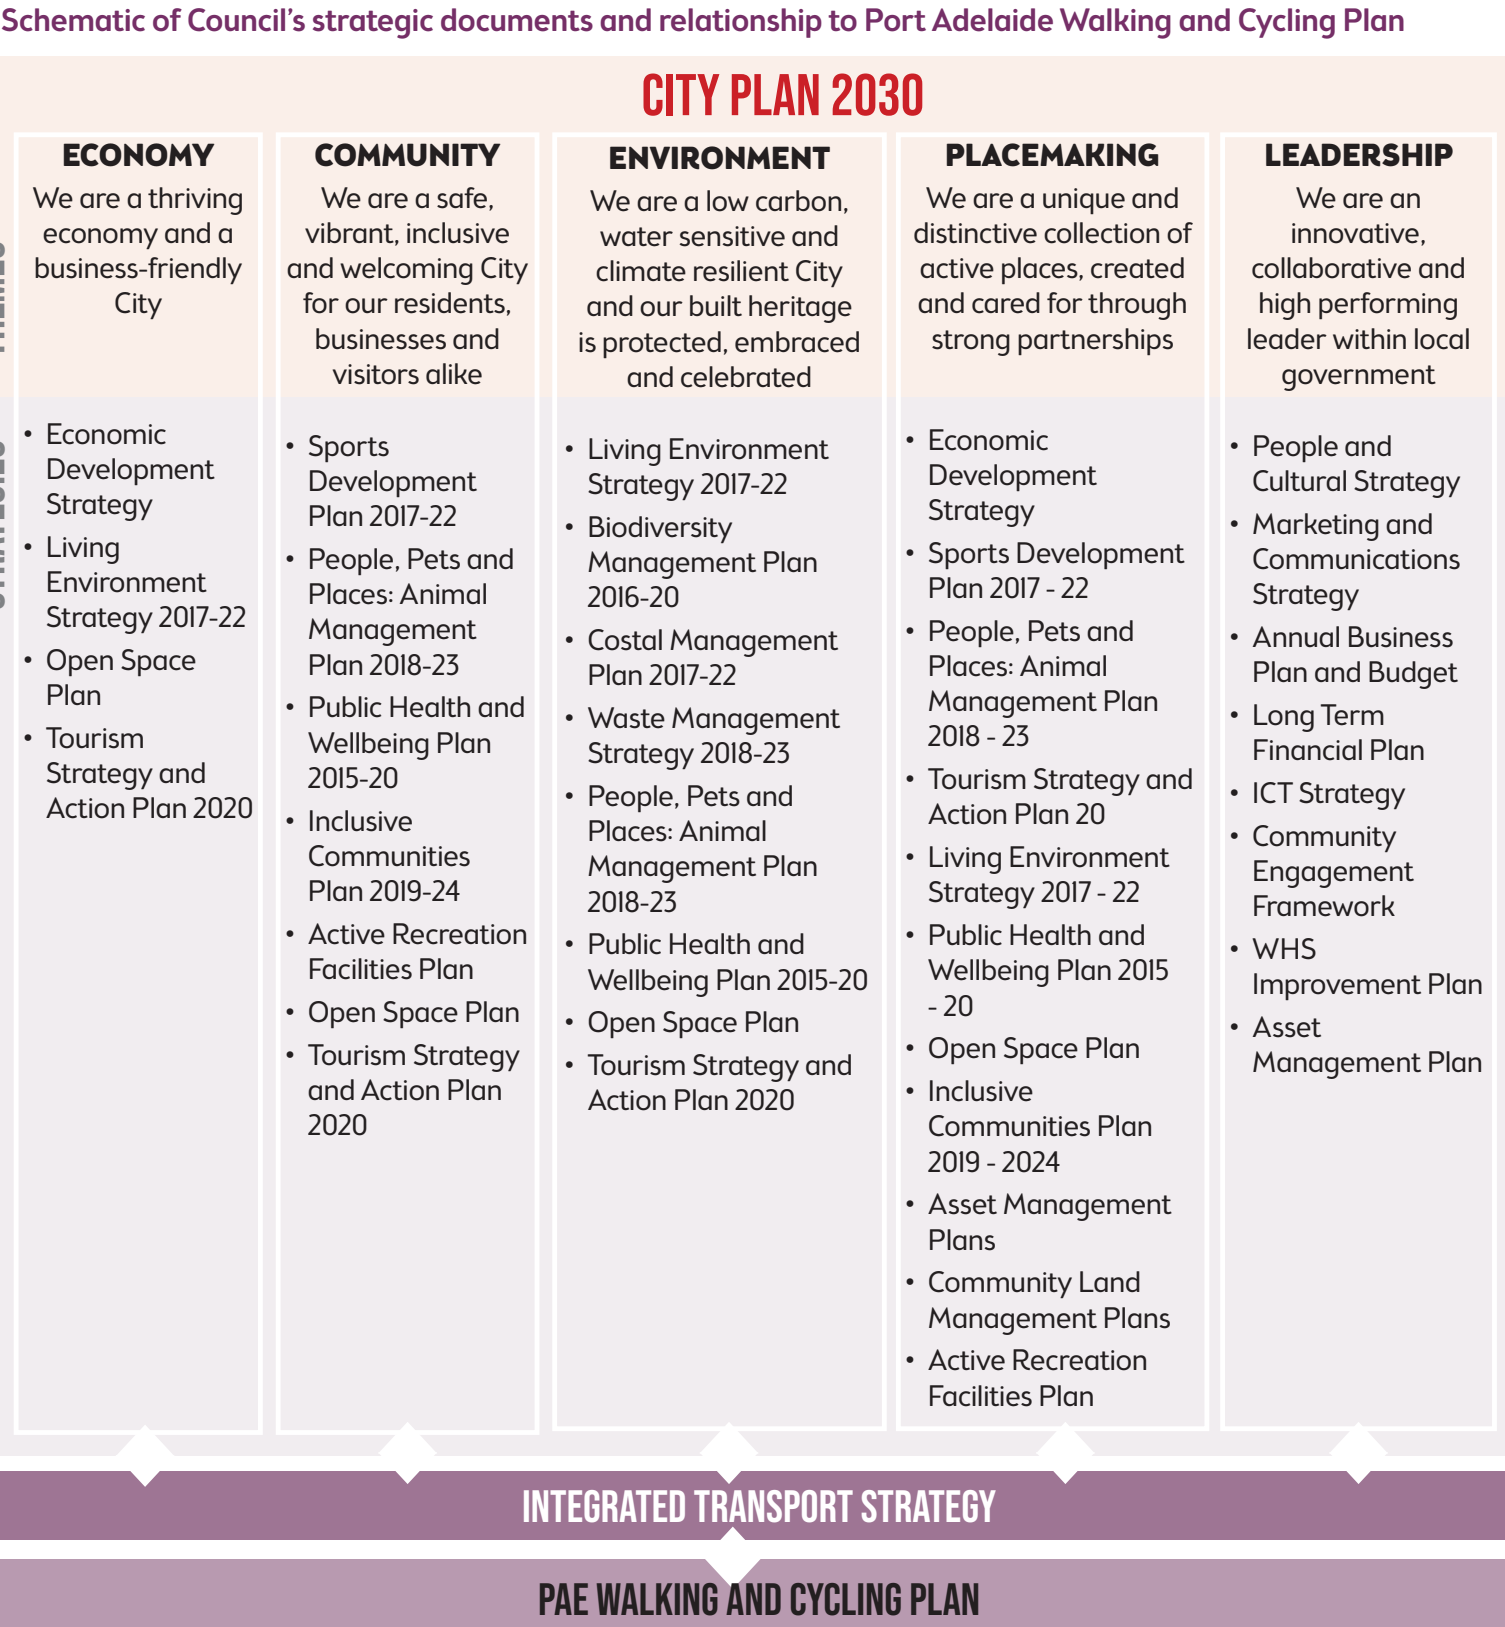 Schematic of Council's strategic documents and relationship to Port Adelaide Walking and Cycling Plan
CITY PLAN 2030
ECONOMY
We are a thriving
economy and a
business-friendly
City
• Economic
Development
Strategy
• Living
Environment
Strategy 2017-22
• Open Space
Plan
• Tourism
Strategy and
Action Plan 2020
COMMUNITY
We are a safe,
vibrant, inclusive
and welcoming City
for our residents,
businesses and
visitors alike
• Sports
Development
Plan 2017-22
• People, Pets and
Places: Animal
Management
Plan 2018-23
• Public Health and
Wellbeing Plan
2015-20
• Inclusive
Communities
Plan 2019-24
• Active Recreation
Facilities Plan
• Open Space Plan
• Tourism Strategy
and Action Plan
2020
ENVIRONMENT
We are a low carbon,
water sensitive and
climate resilient City
and our built heritage
is protected, embraced
and celebrated
• Living Environment
Strategy 2017-22
• Biodiversity
Management Plan
2016-20
• Costal Management
Plan 2017-22
• Waste Management
Strategy 2018-23
• People, Pets and
Places: Animal
Management Plan
2018-23
• Public Health and
Wellbeing Plan 2015-20
• Open Space Plan
• Tourism Strategy and
Action Plan 2020
PLACEMAKING
We are a unique and
distinctive collection of
active places, created
and cared for through
strong partnerships
• Economic
Development
Strategy
• Sports Development
Plan 2017 - 22
• People, Pets and
Places: Animal
Management Plan
2018 - 23
• Tourism Strategy and
Action Plan 20
• Living Environment
Strategy 2017 - 22
• Public Health and
Wellbeing Plan 2015
- 20
• Open Space Plan
• Inclusive
Communities Plan
2019 - 2024
• Asset Management
Plans
• Community Land
Management Plans
• Active Recreation
Facilities Plan
LEADERSHIP
We are an
innovative,
collaborative and
high performing
leader within local
government
• People and
Cultural Strategy
• Marketing and
Communications
Strategy
• Annual Business
Plan and Budget
• Long Term
Financial Plan
• ICT Strategy
• Community
Engagement
Framework
• WHS
Improvement Plan
• Asset
Management Plan
INTEGRATED TRANSPORT STRATEGY
PAE WALKING AND CYCLING PLAN